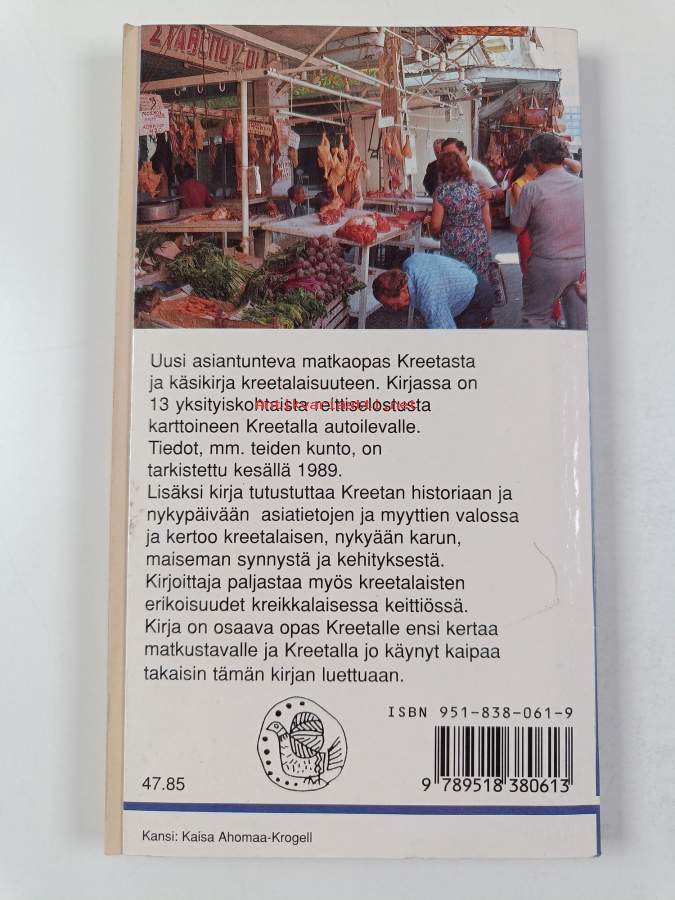 ΖΥΑΡΟΠΟΥΛΟΙ
Uusi asiantunteva matkaopas Kreetasta
ja käsikirja kreetalaisuuteen. Kirjassa on
13 yksityiskohtaista reittiselostusta
antikvariaatti.net
karttoineen Kreetalla autoilevalle.
Tiedot, mm. teiden kunto, on
tarkistettu kesällä 1989.
Lisäksi kirja tutustuttaa Kreetan historiaan ja
nykypäivään asiatietojen ja myyttien valossa
ja kertoo kreetalaisen, nykyään karun,
maiseman synnystä ja kehityksestä.
Kirjoittaja paljastaa myös kreetalaisten
erikoisuudet kreikkalaisessa keittiössä.
Kirja on osaava opas Kreetalle ensi kertaa
matkustavalle ja Kreetalla jo käynyt kaipaa
takaisin tämän kirjan luettuaan.
ISBN 951-838-061-9
9 789518 380613
47.85
Kansi: Kaisa Ahomaa-Krogell